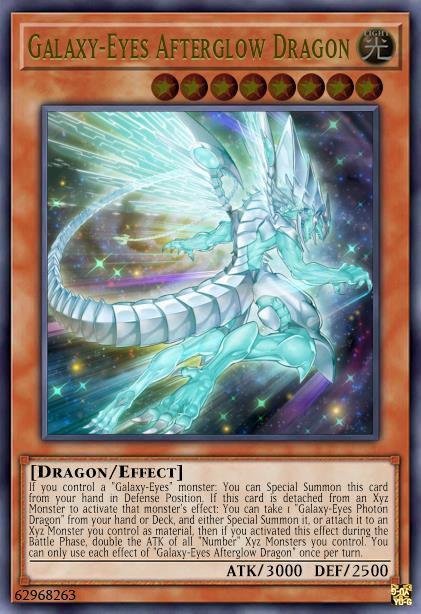 Galaxy-Eyes Afterglow Dragon
LIGHT
光
[Dragon/Effect]
If you control a "Galaxy-Eyes" monster: You can Special Summon this card
from your hand in Defense Position. If this card is detached from an Xyz
Monster to activate that monster's effect: You can take 1 "Galaxy-Eyes Photon
Dragon" from your hand or Deck, and either Special Summon it, or attach it to an
Xyz Monster you control as material, then if you activated this effect during the
Battle Phase, double the ATK of all "Number" Xyz Monsters you control. You
can only use each effect of "Galaxy-Eyes Afterglow Dragon" once per turn.
ATK/3000 DEF/2500
62968263